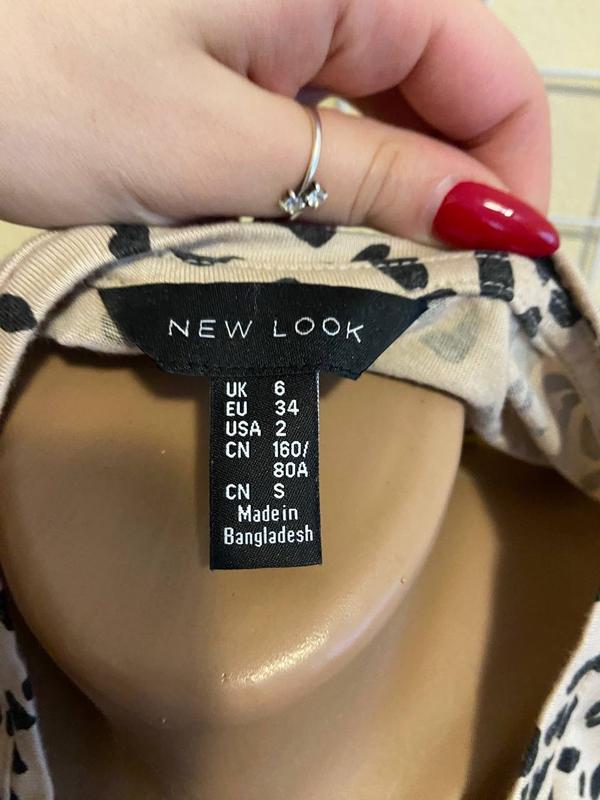 NEW LOOK
UK 6
EU 34
USA 2
CN 160/
80A
CN S
Made in
Bangladesh